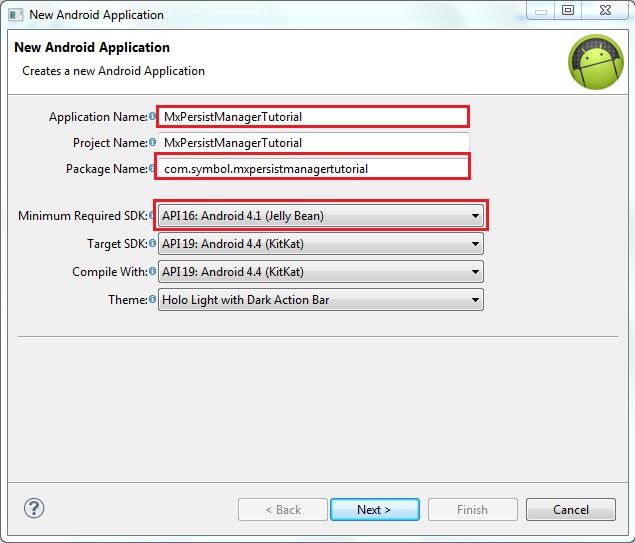 New Android Application
New Android Application
Creates a new Android Application
Application Name: MxPersistManagerTutorial
Project Name: MxPersistManagerTutorial
Package Name: com.symbol.mxpersistmanagertutorial
Minimum Required SDK: API 16: Android 4.1 (Jelly Bean)
Target SDK: API 19: Android 4.4 (KitKat)
Compile With: API 19: Android 4.4 (KitKat)
Theme: Holo Light with Dark Action Bar
? < Back Next > Finish Cancel